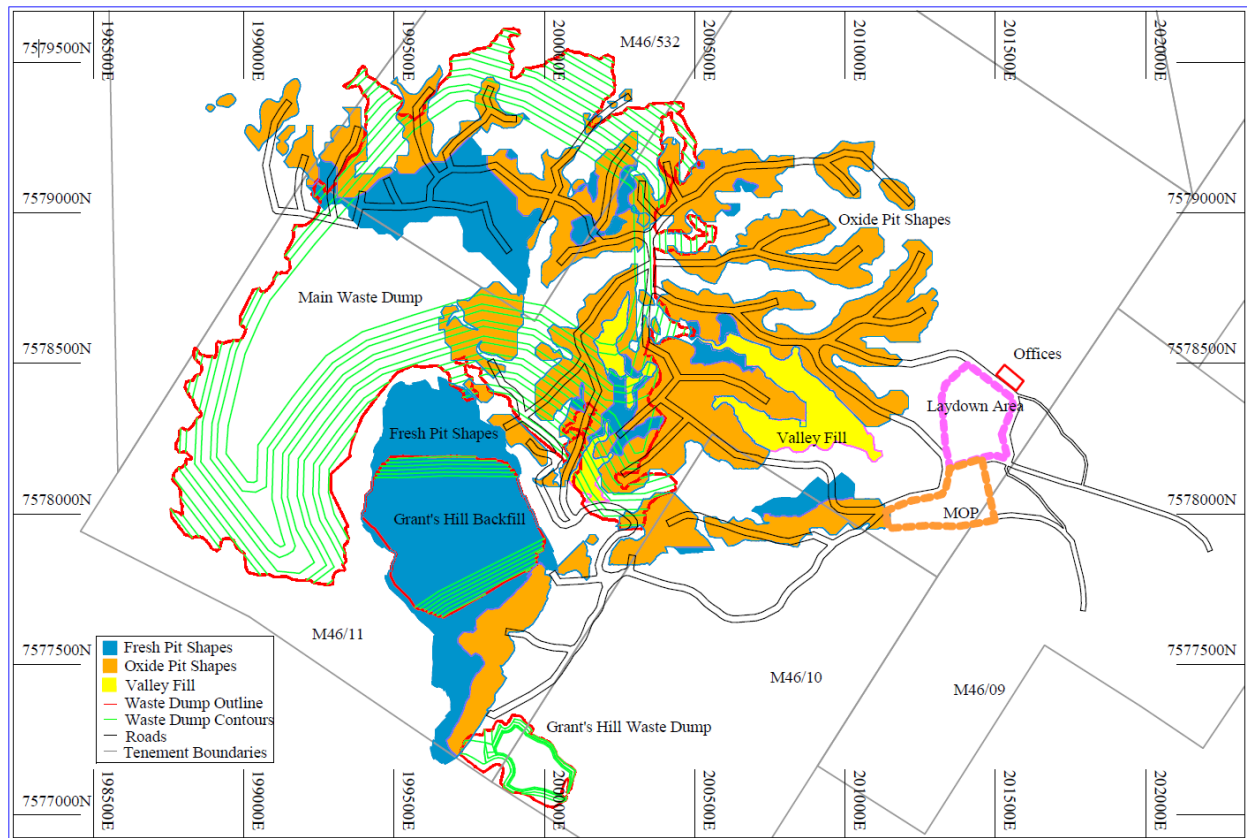 198500E
199000E
199500E
200000E
200500E
201000E
201500E
202000E
M46/532
7579500N
7579500N
7579000N
7579000N
Oxide Pit Shapes
Main Waste Dump
7578500N
7578500N
Offices
Laydown Area
Fresh Pit Shapes
Valley Fill
7578000N
7578000N
Grant's Hill Backfill
MOP
M46/11
Fresh Pit Shapes
Oxide Pit Shapes
Valley Fill
Waste Dump Outline
Waste Dump Contours
Roads
Tenement Boundaries
7577500N
7577500N
M46/10
M46/09
Grant's Hill Waste Dump
7577000N
7577000N
198500E
199000E
199500E
200000E
200500E
201000E
201500E
202000E